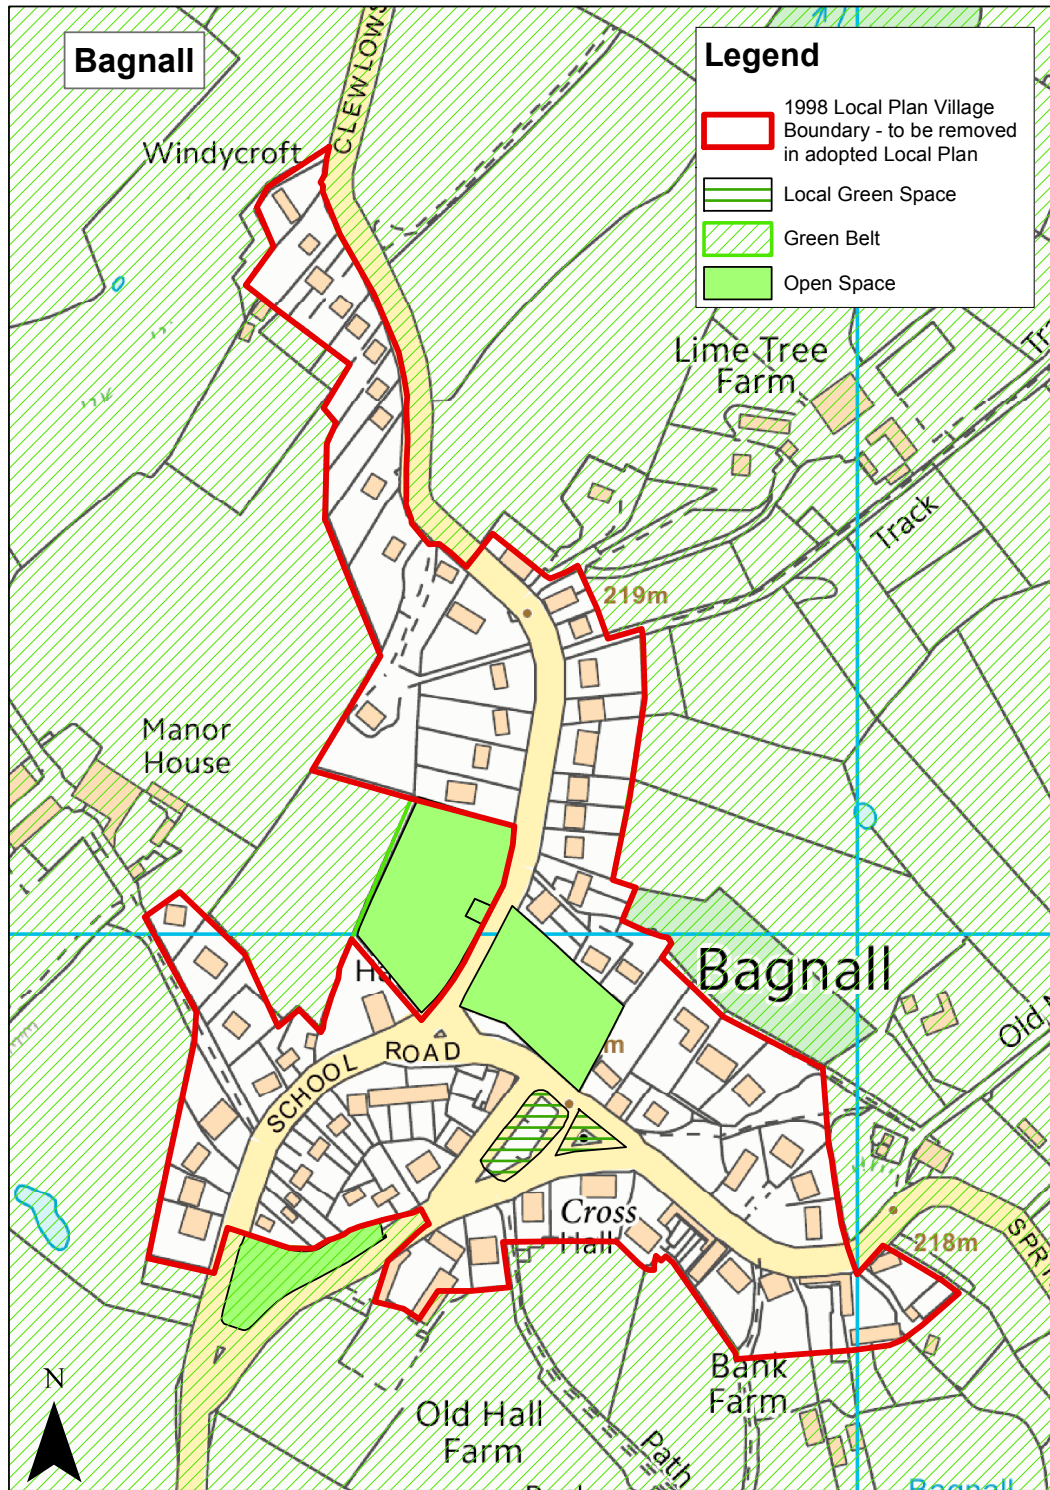 Bagnall
CLEWLOWS
Legend
1998 Local Plan Village
Boundary - to be removed
in adopted Local Plan
Local Green Space
Green Belt
Open Space
Windycroft
Lime Tree
Farm
Track
219m
Manor
House
Bagnall
SCHOOL ROAD
Cross
Hall
218m
Bank
Farm
Old Hall
Farm
Path
N
Bagnall